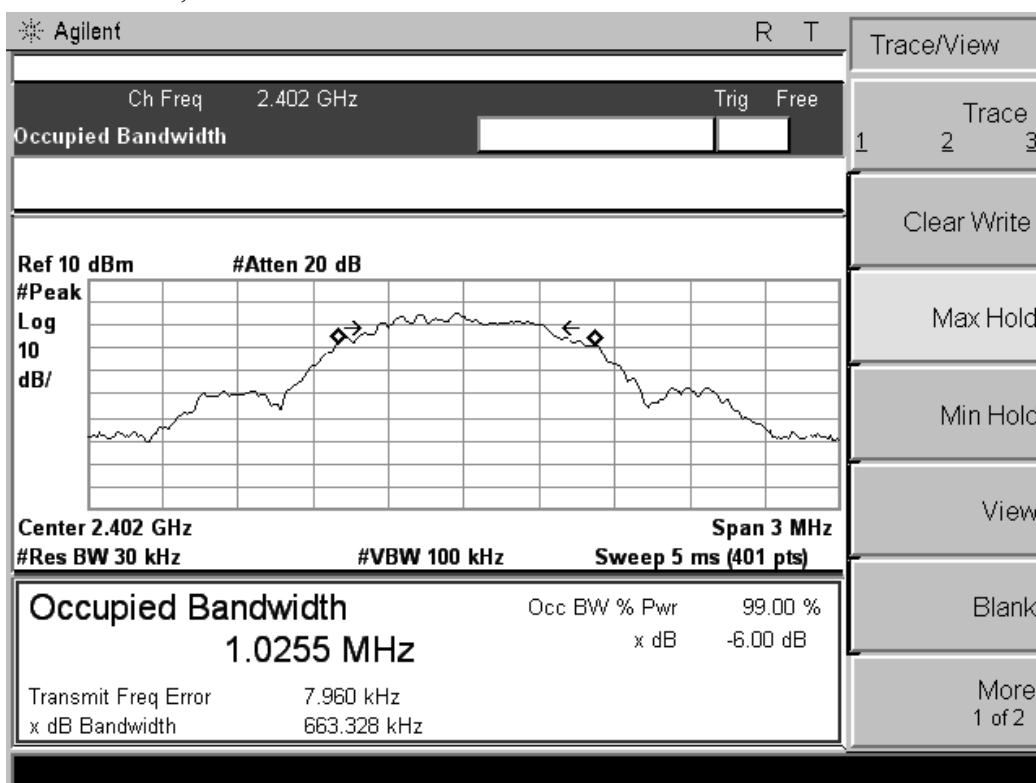 Agilent R T
Trace/View
Ch Freq 2.402 GHz Trig Free
Occupied Bandwidth
Trace
1 2 3
Clear Write
Ref 10 dBm #Atten 20 dB
#Peak
Log
10
dB/
Max Hold
Min Hold
View
Center 2.402 GHz Span 3 MHz
#Res BW 30 kHz #VBW 100 kHz Sweep 5 ms (401 pts)
Occupied Bandwidth
1.0255 MHz
Occ BW % Pwr 99.00 %
x dB -6.00 dB
Transmit Freq Error 7.960 kHz
x dB Bandwidth 663.328 kHz
Blank
More
1 of 2